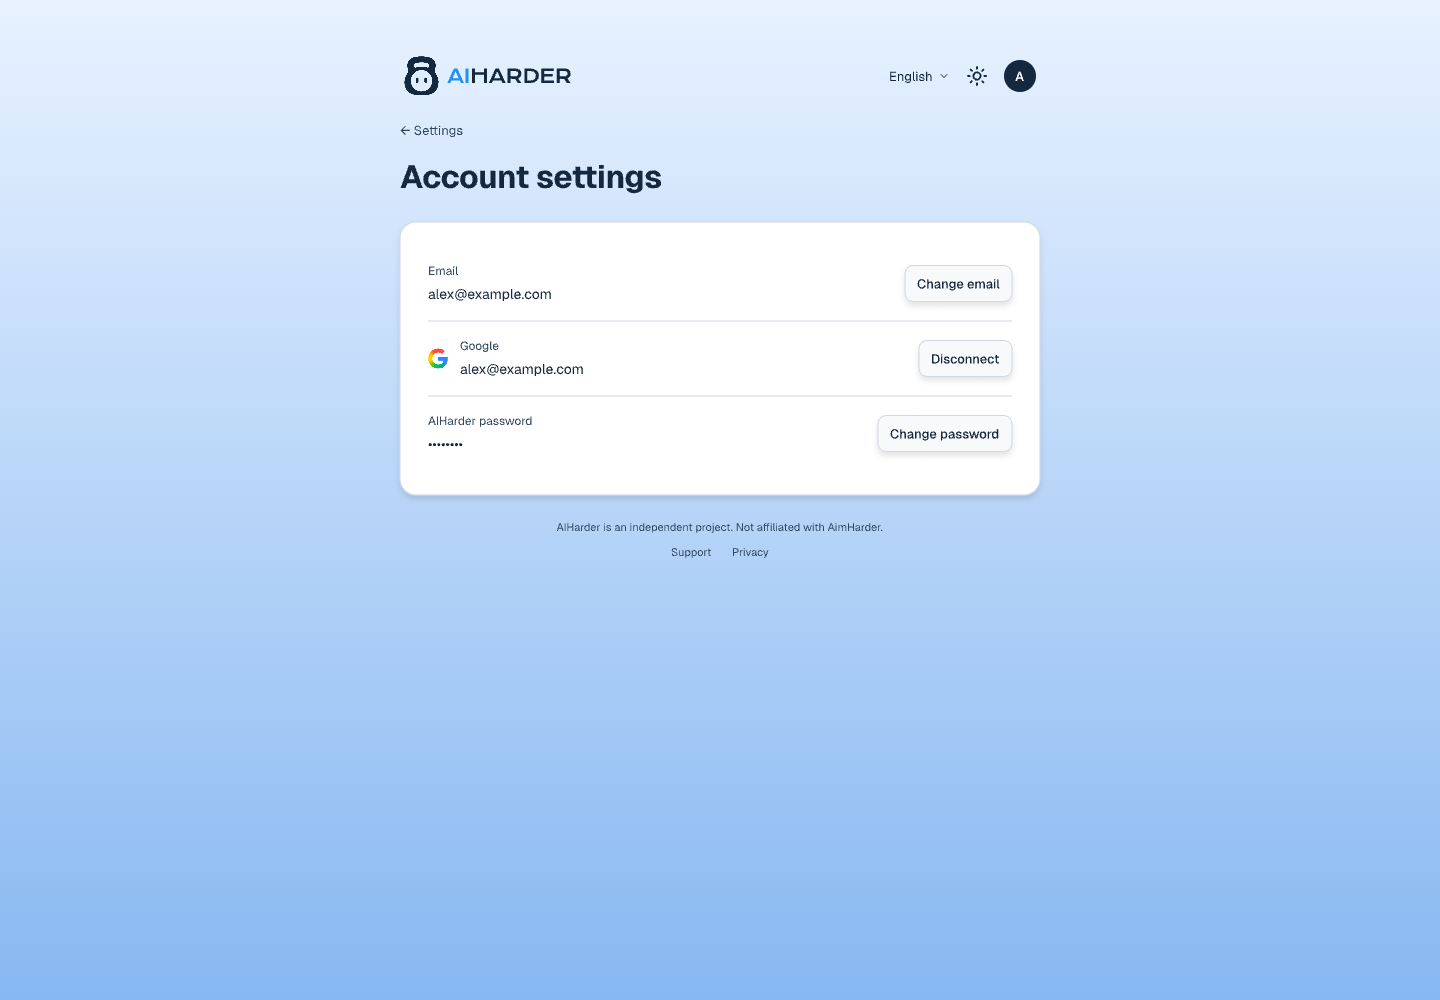 AIHARDER
English
A
← Settings
Account settings
Email
alex@example.com
Change email
Google
alex@example.com
Disconnect
AIHarder password
••••••••
Change password
AIHarder is an independent project. Not affiliated with AimHarder.
Support Privacy